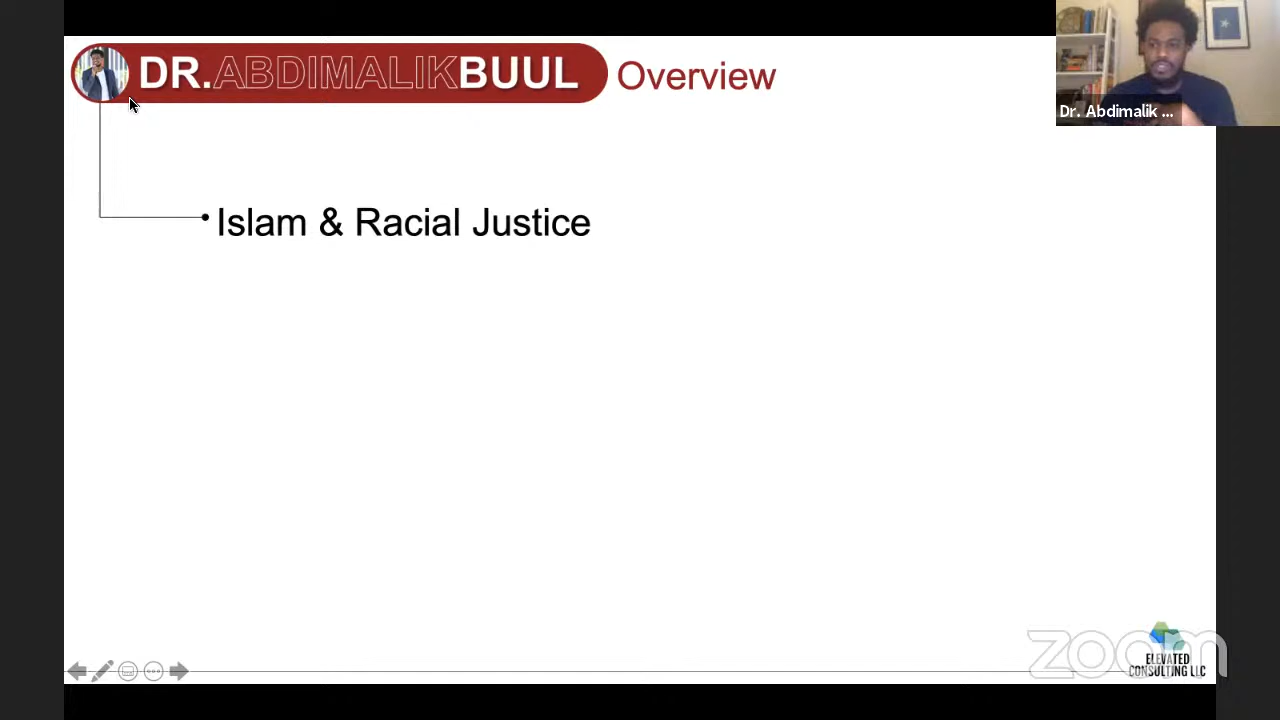 DR.ABDIMALIKBUUL Overview
Dr. Abdimalik ...
• Islam & Racial Justice
zoom
ELEVATED
CONSULTING LLC